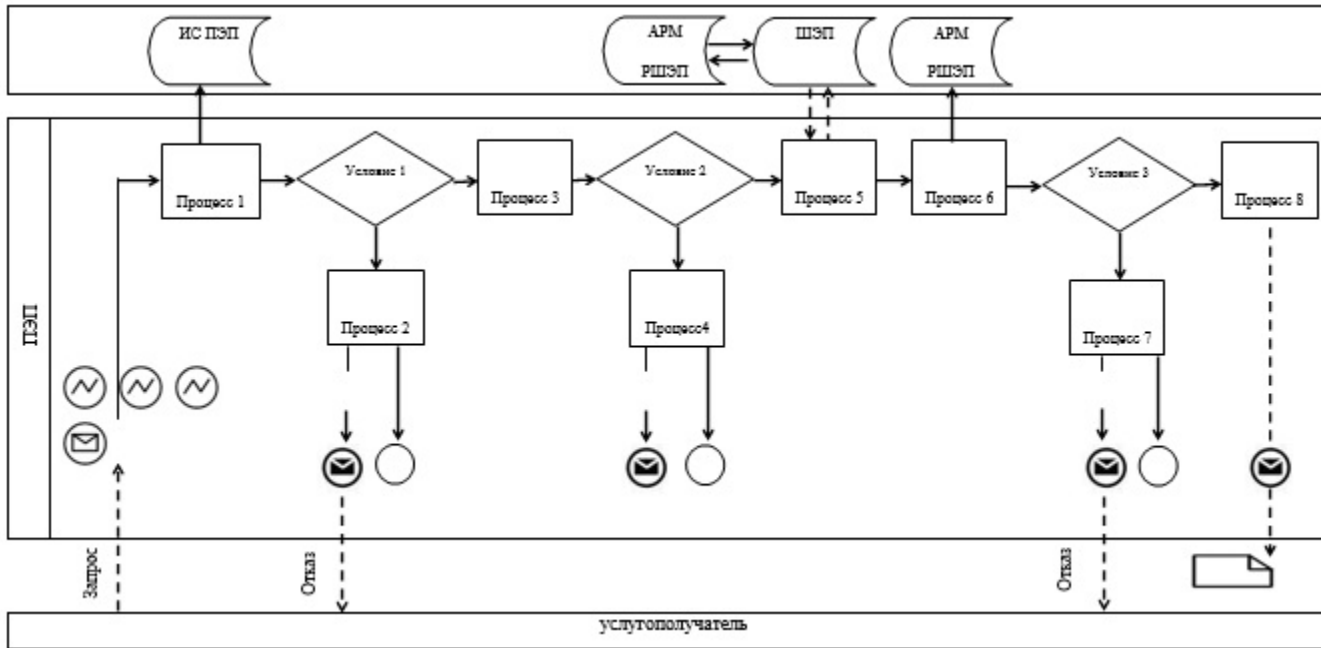 ИС ПЭП
АРМ
РШЭП
ШЭП
АРМ
РШЭП
ПЭП
Процесс 1
Условие 1
Процесс 3
Условие 2
Процесс 5
Процесс 6
Условие 3
Процесс 8
Процесс 2
Процесс4
Процесс 7
Запрос
Отказ
Отказ
услугополучатель